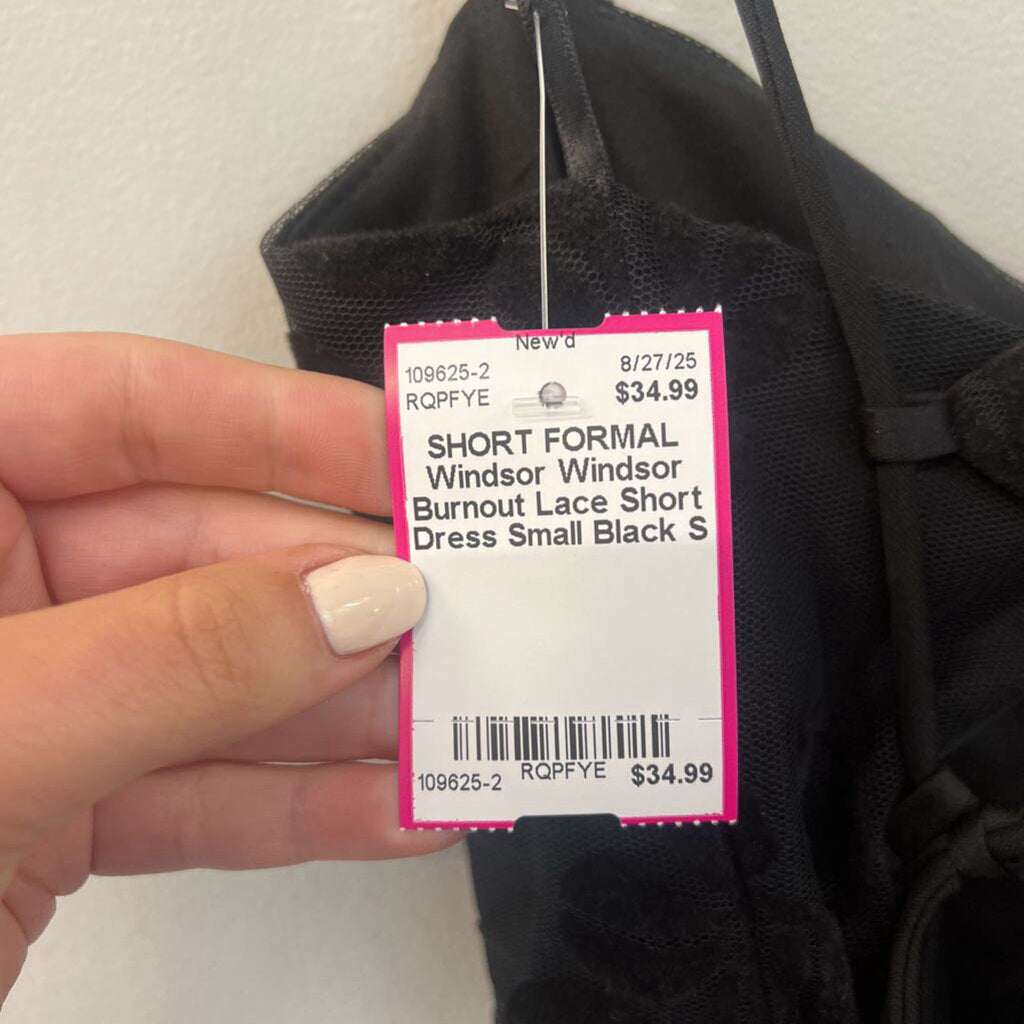 New'd
109625-2 8/27/25
RQPFYE $34.99
SHORT FORMAL
Windsor Windsor
Burnout Lace Short
Dress Small Black S
109625-2 RQPFYE $34.99